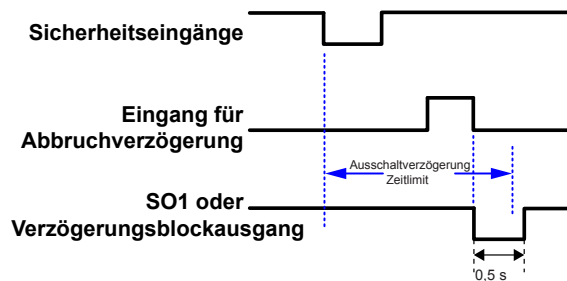 Sicherheitseingänge
Eingang für
Abbruchverzögerung
Ausschaltverzögerung
Zeitlimit
SO1 oder
Verzögerungsblockausgang
0,5 s